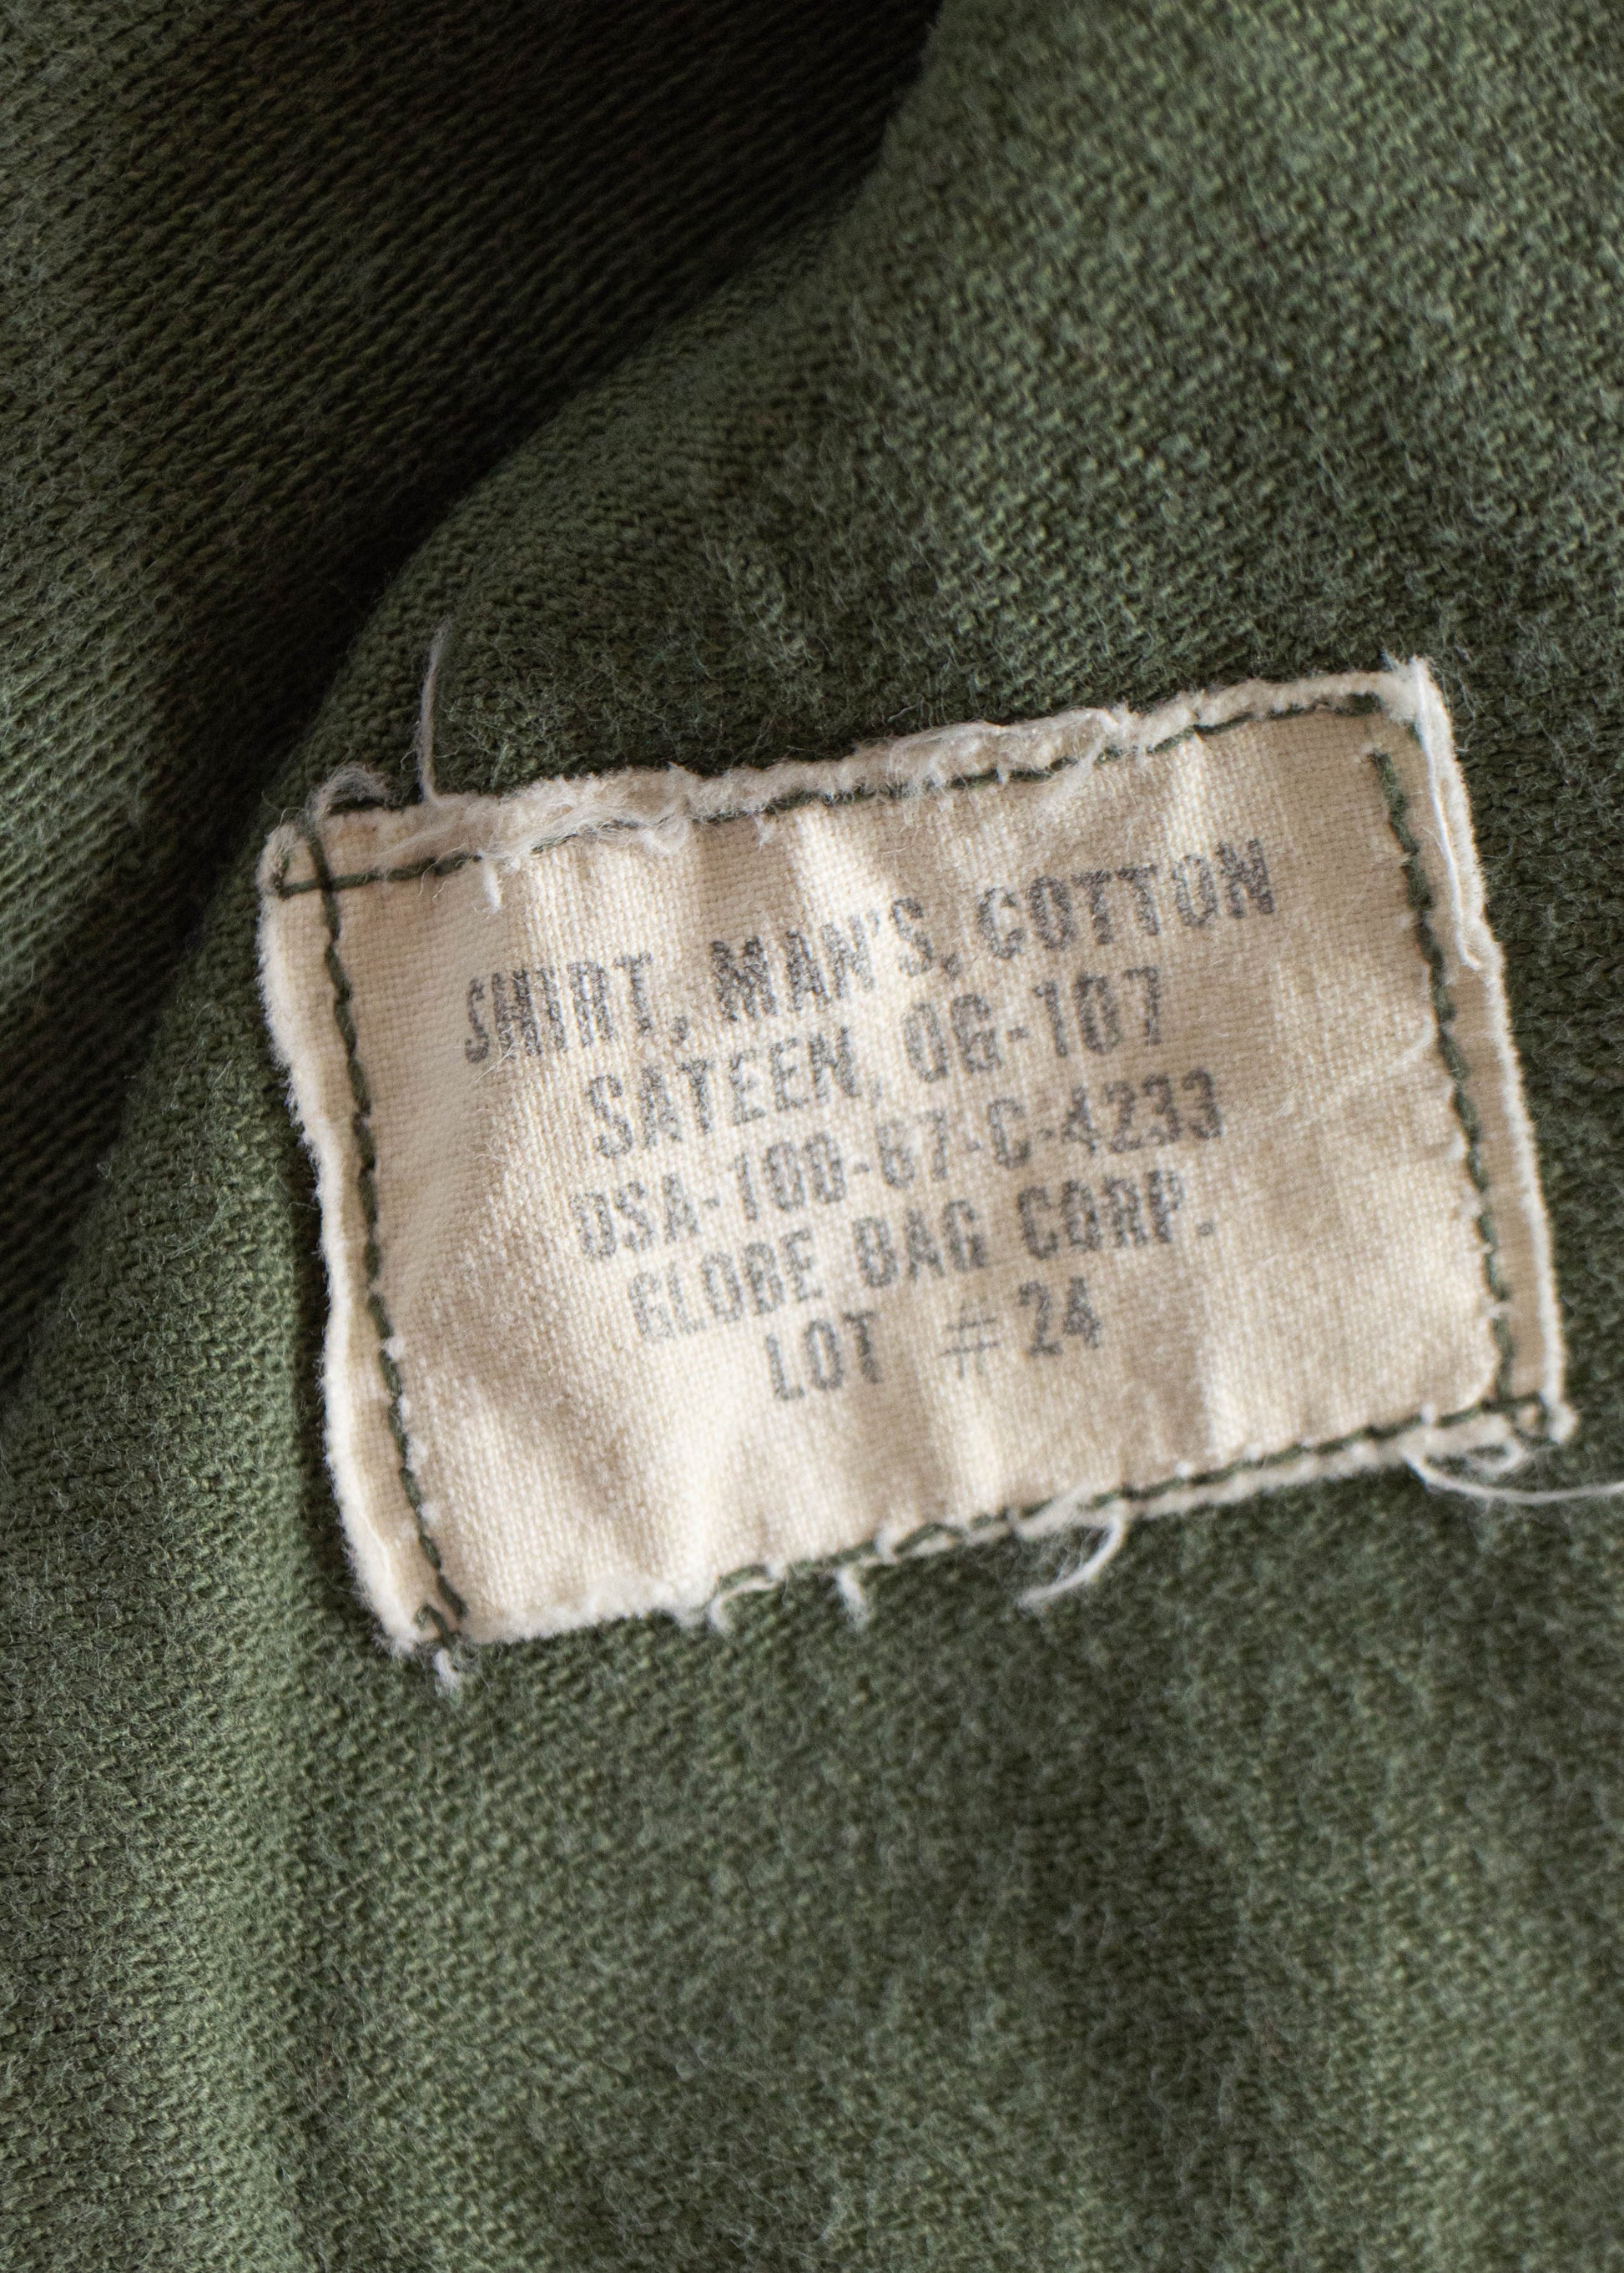 SHIRT, MAN'S, COTTON
SATEEN, OG-107
DSA-100-67-C-4233
GLOBE BAG CORP.
LOT #24